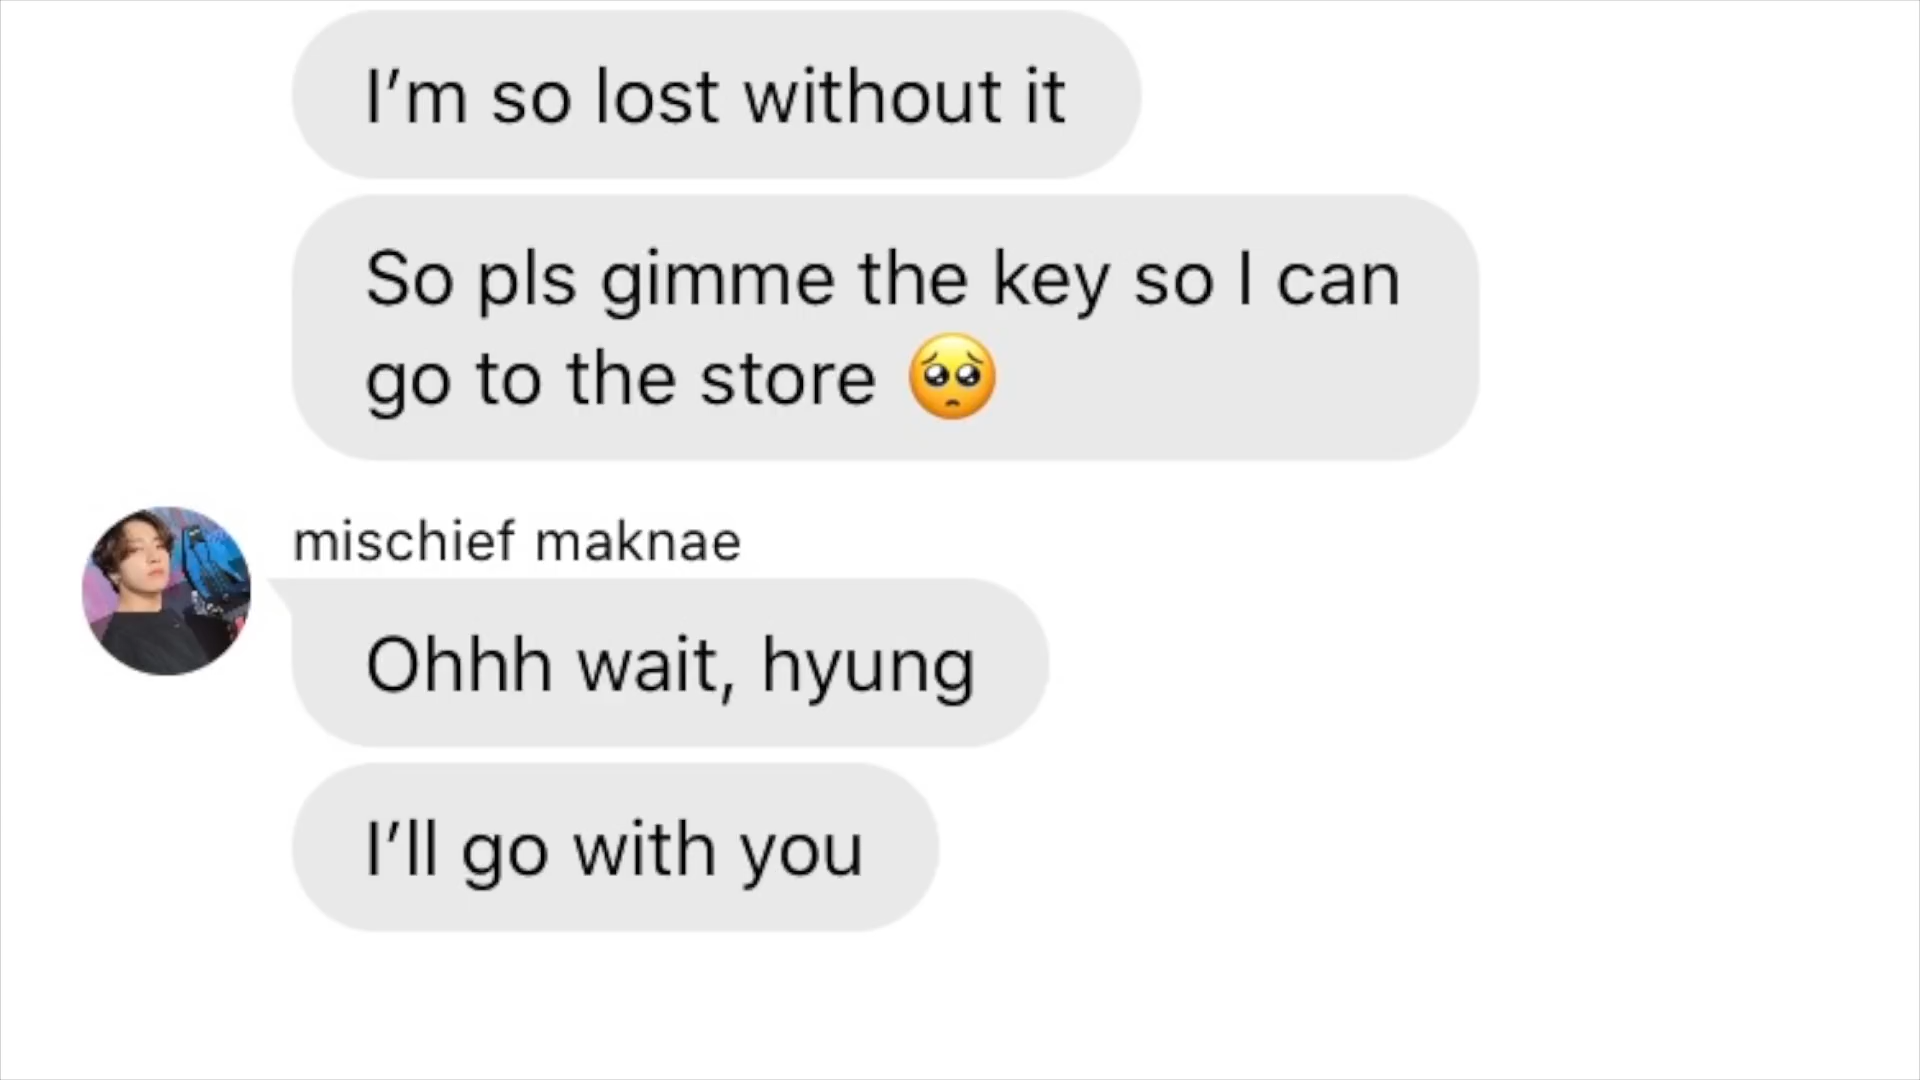 I’m so lost without it
So pls gimme the key so I can
go to the store 🥺
mischief maknae
Ohhh wait, hyung
I’ll go with you